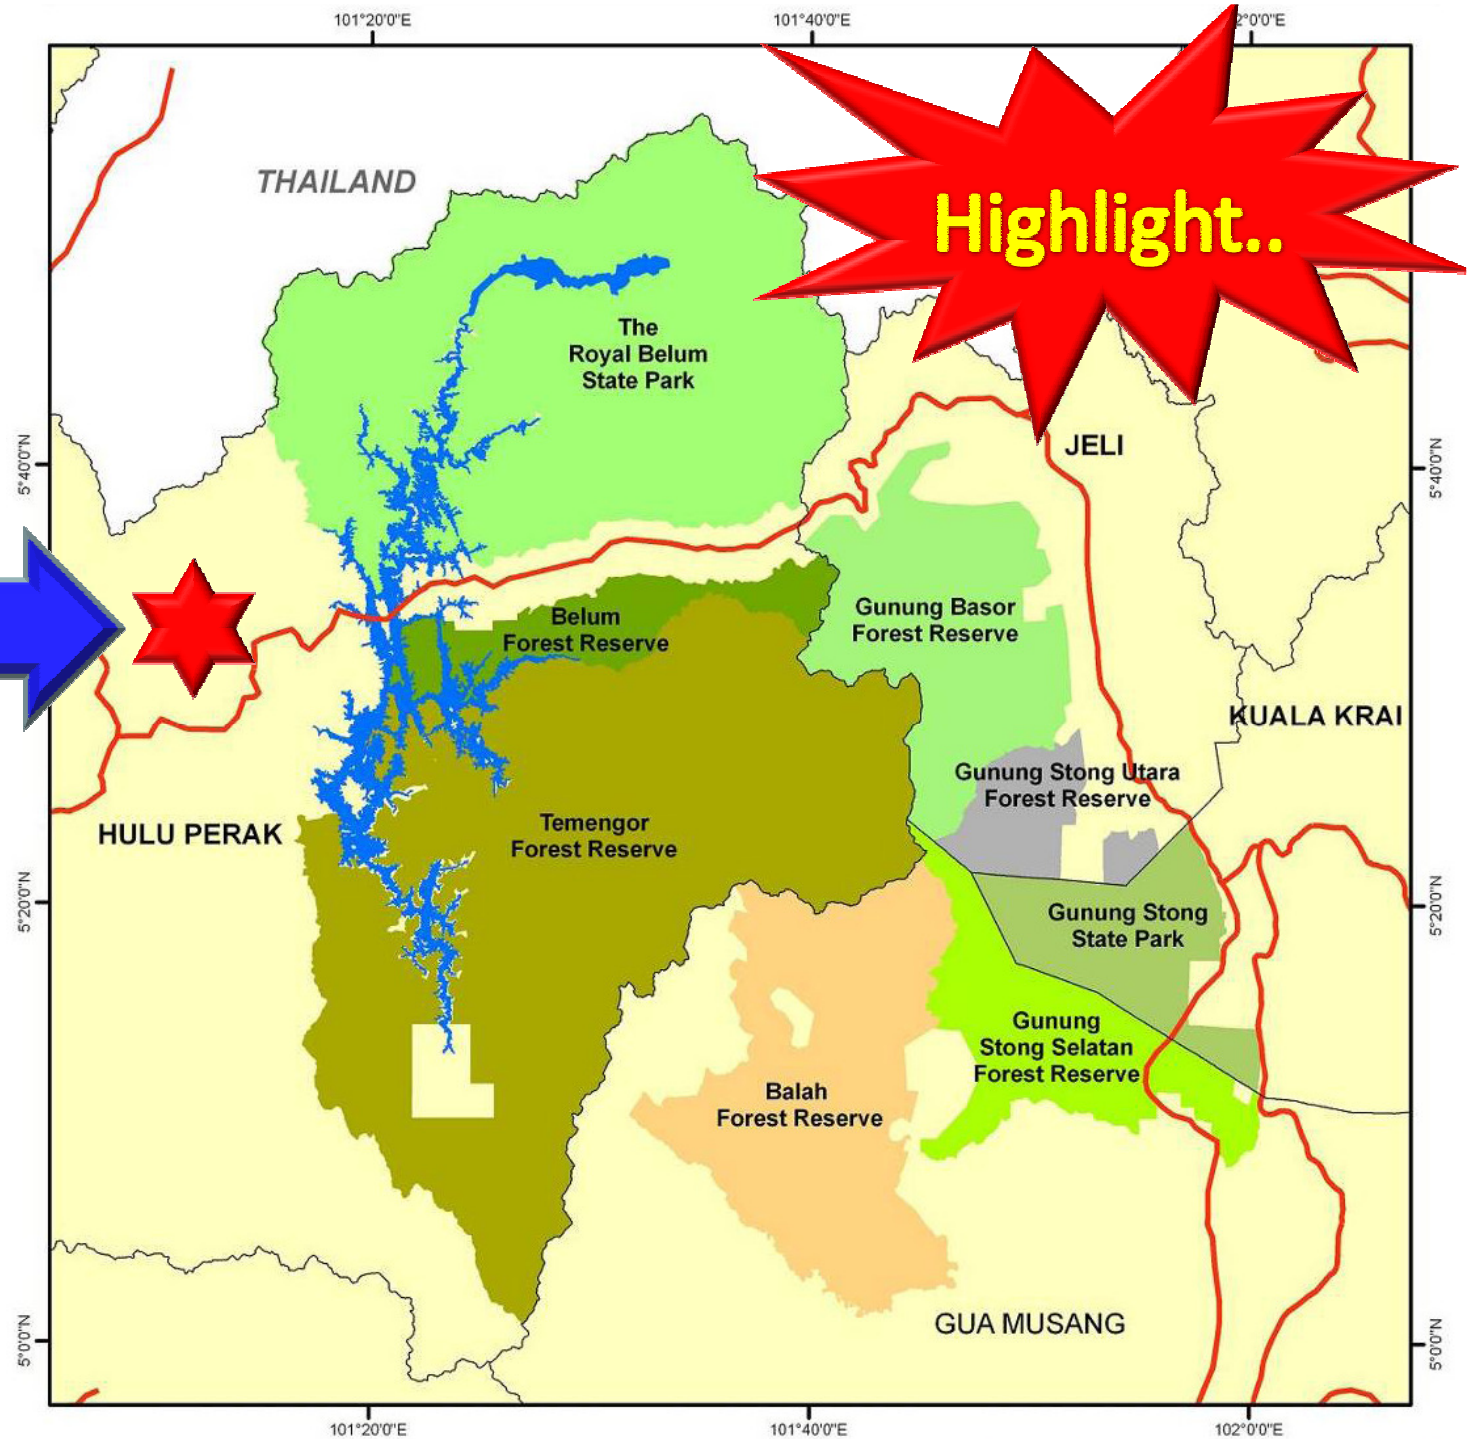 101°20'0"E
101°40'0"E
2°0'0"E
THAILAND
Highlight..
The
Royal Belum
State Park
JELI
5°40'0"N
5°40'0"N
Belum
Forest Reserve
Gunung Basor
Forest Reserve
KUALA KRAI
Gunung Stong Utara
Forest Reserve
HULU PERAK
Temengor
Forest Reserve
5°20'0"N
5°20'0"N
Gunung Stong
State Park
Gunung
Stong Selatan
Forest Reserve
Balah
Forest Reserve
GUA MUSANG
5°0'0"N
5°0'0"N
101°20'0"E
101°40'0"E
102°0'0"E